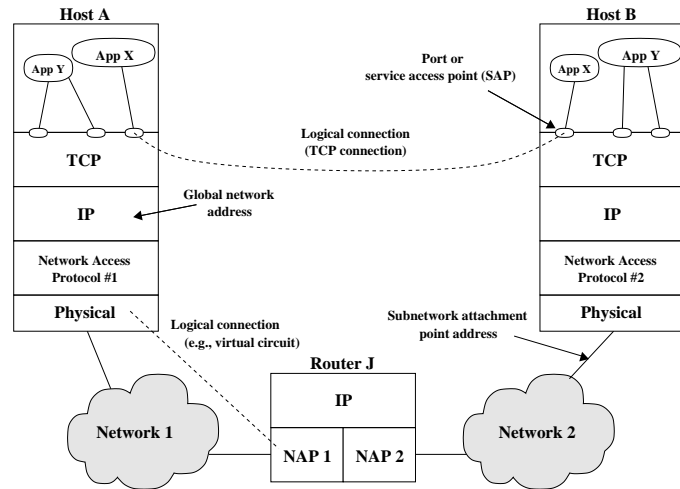 Host A
Host B
App Y
App X
Port or
service access point (SAP)
App X
App Y
Logical connection
(TCP connection)
TCP
TCP
IP
Global network
address
IP
Network Access
Protocol #1
Network Access
Protocol #2
Physical
Logical connection
(e.g., virtual circuit)
Subnetwork attachment
point address
Physical
Router J
IP
Network 1
NAP 1
NAP 2
Network 2